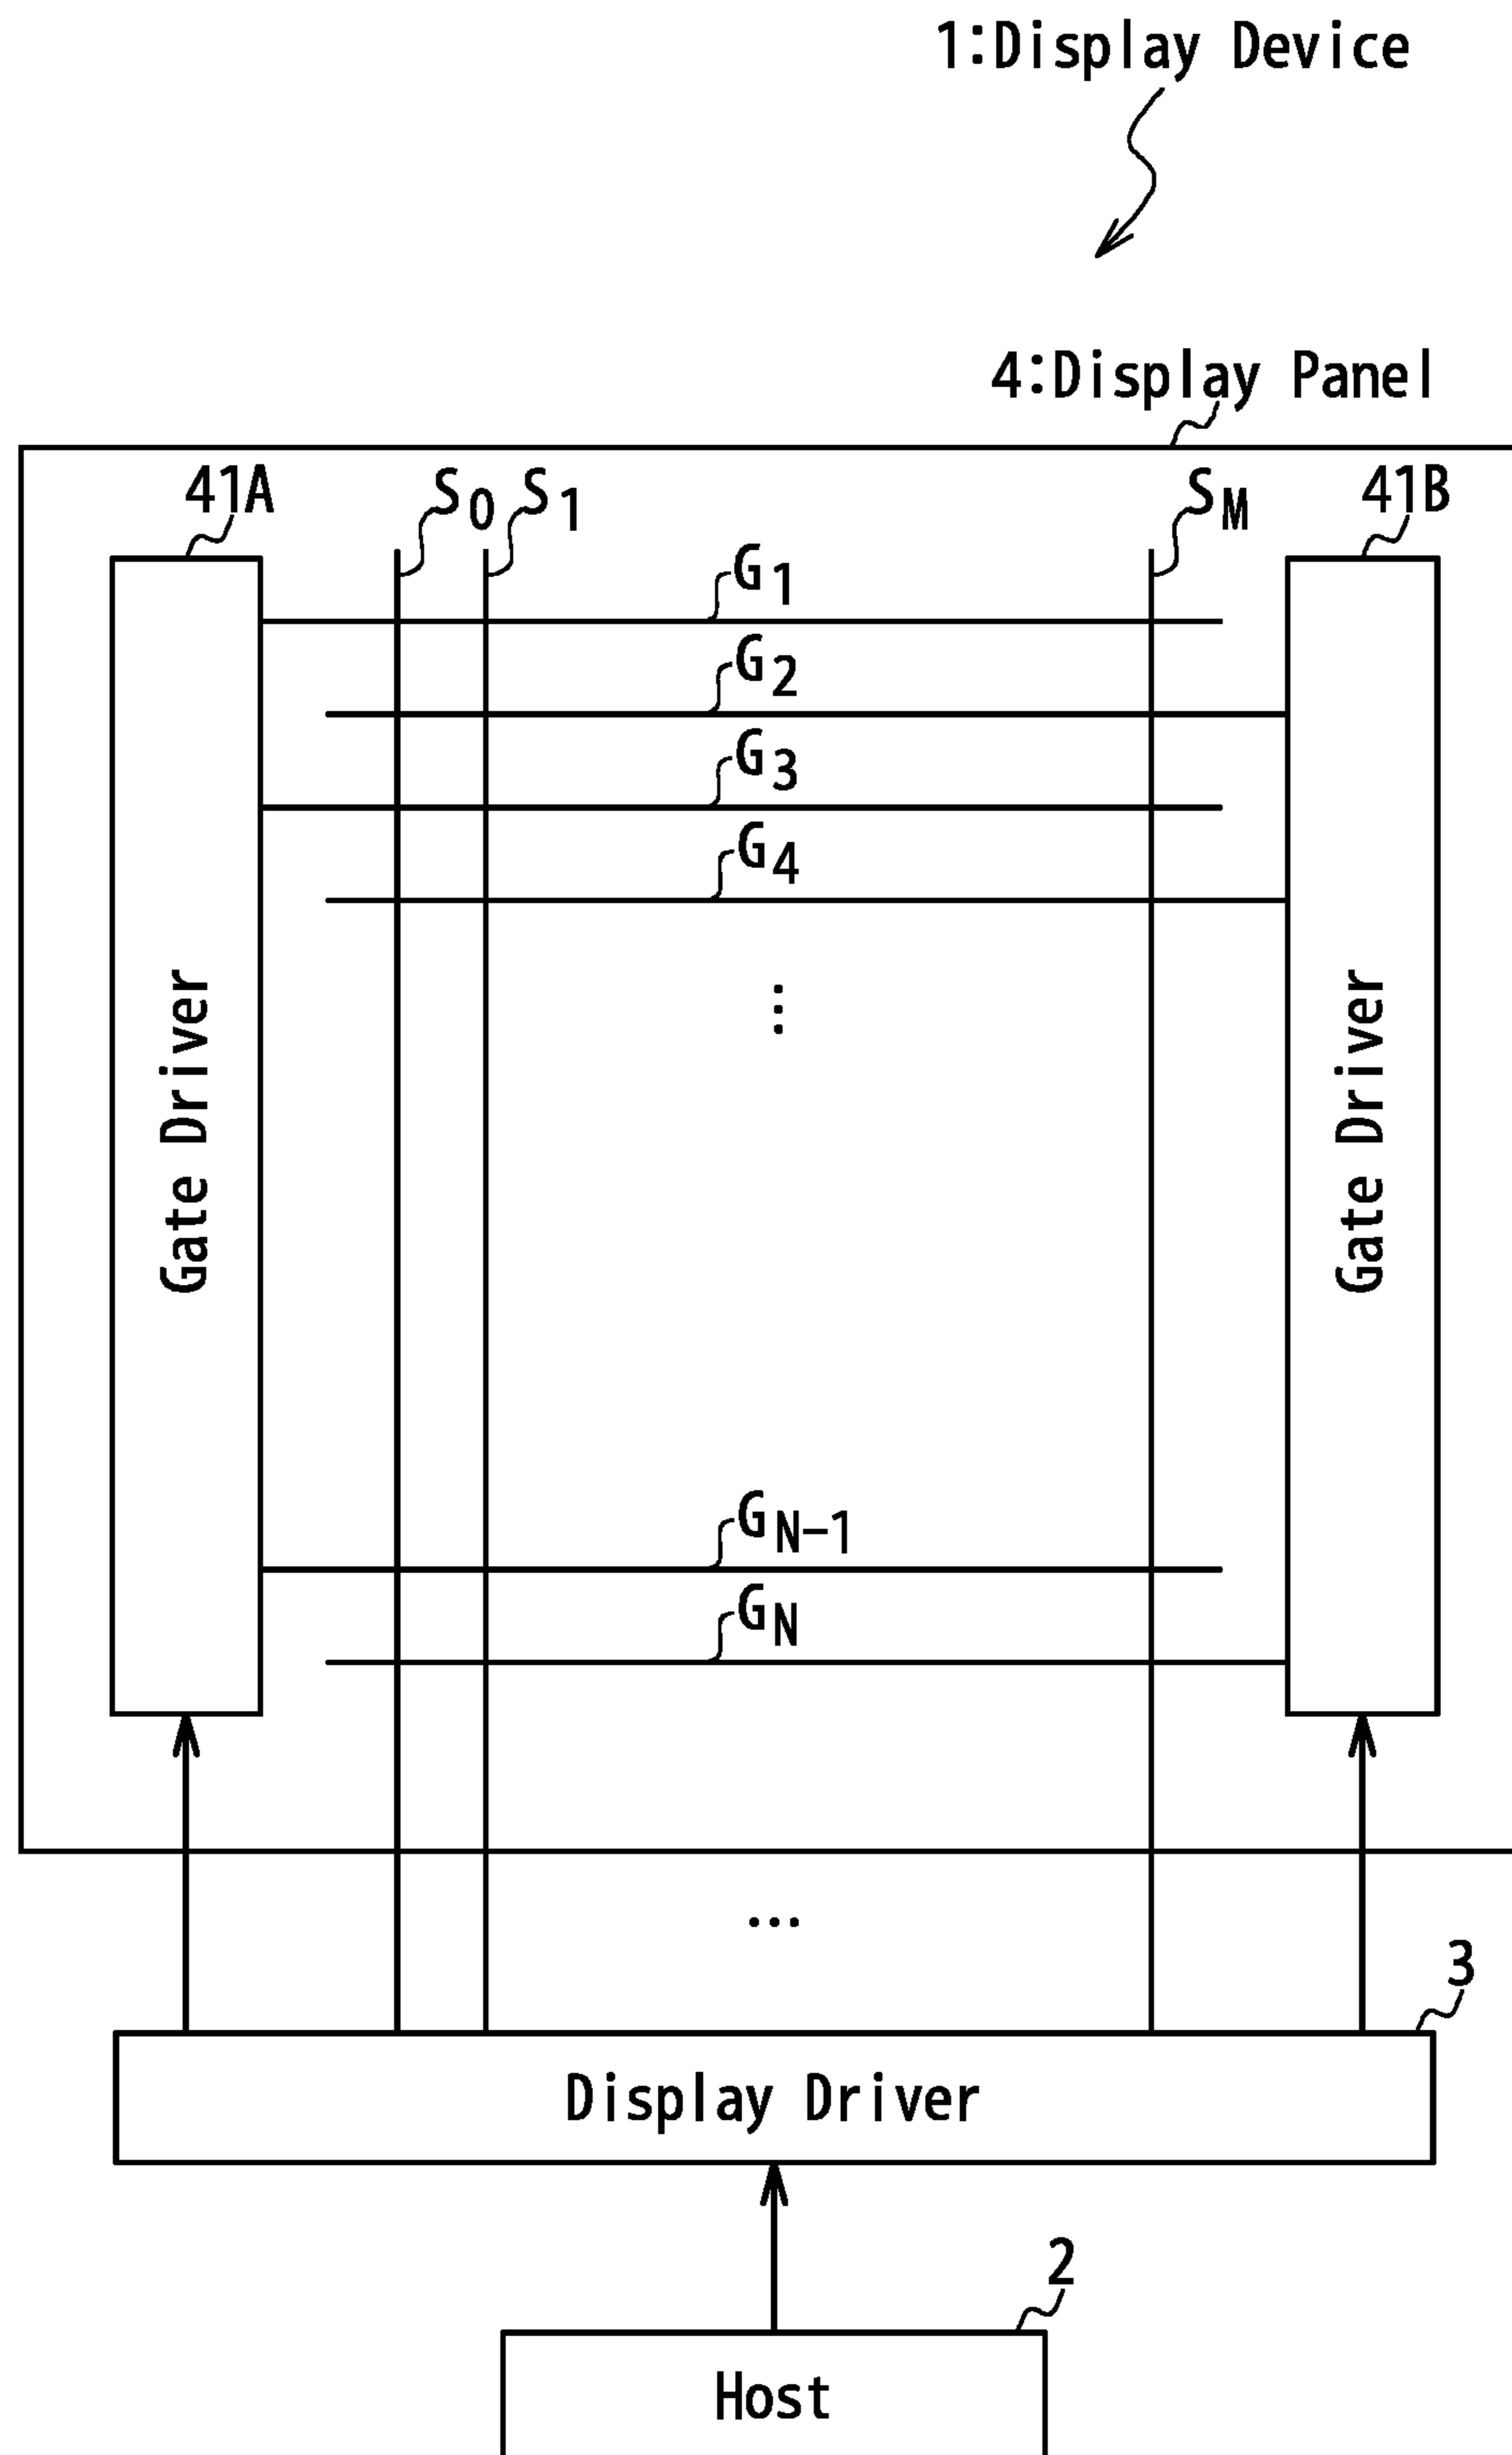 1:Display Device
4:Display Panel
41A
S0
S1
SM
41B
G1
G2
G3
G4
Gate Driver
Gate Driver
GN-1
GN
3
Display Driver
2
Host